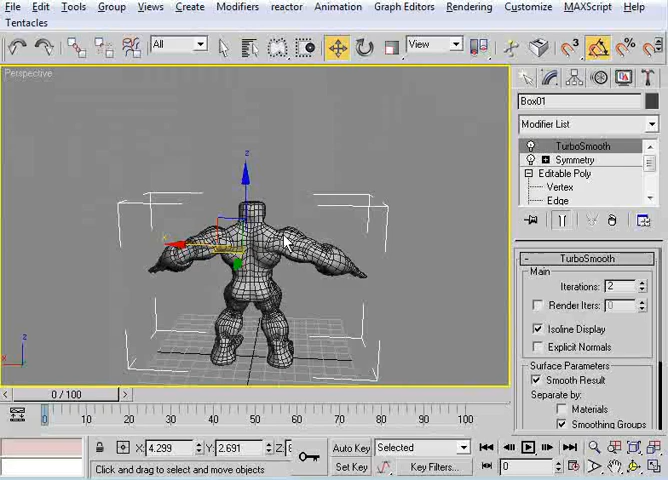 File Edit Tools Group Views Create Modifiers reactor Animation Graph Editors Rendering Customize MAXScript Help
Tentacles
All
View
Perspective
Box01
Modifier List
TurboSmooth
Symmetry
Editable Poly
Vertex
Edge
- TurboSmooth
Main
Iterations: 2
Render Iters: 0
Isoline Display
Explicit Normals
Surface Parameters
Smooth Result
Separate by:
Materials
Smoothing Groups
z
x
z
x
< 0 / 100 >
0 10 20 30 40 50 60 70 80 90 100
X: 4.299 Y: 2.691 Z:
Auto Key Selected
Click and drag to select and move objects
Set Key Key Filters... 0